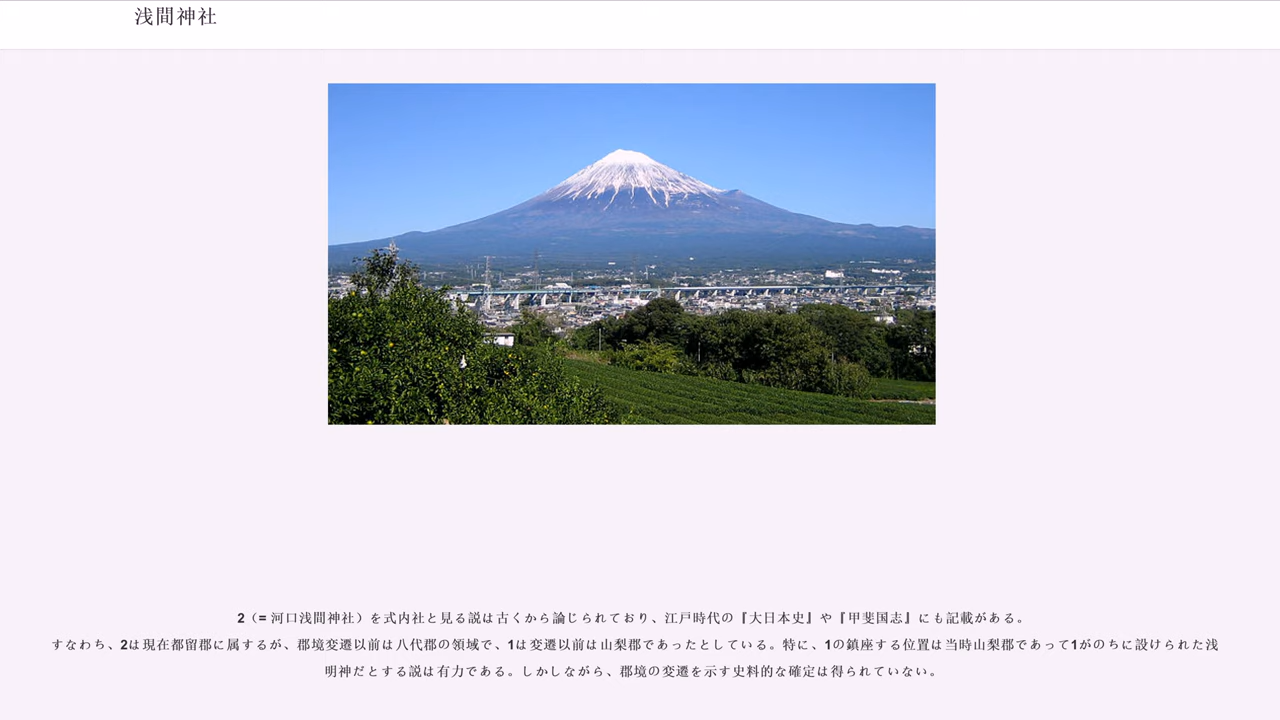 浅間神社
2（= 河口浅間神社）を式内社と見る説は古くから論じられており、江戸時代の『大日本史』や『甲斐国志』にも記載がある。
すなわち、2は現在都留郡に属するが、郡境変遷以前は八代郡の領域で、1は変遷以前は山梨郡であったとしている。特に、1の鎮座する位置は当時山梨郡であって1がのちに設けられた浅
明神だとする説は有力である。しかしながら、郡境の変遷を示す史料的な確定は得られていない。